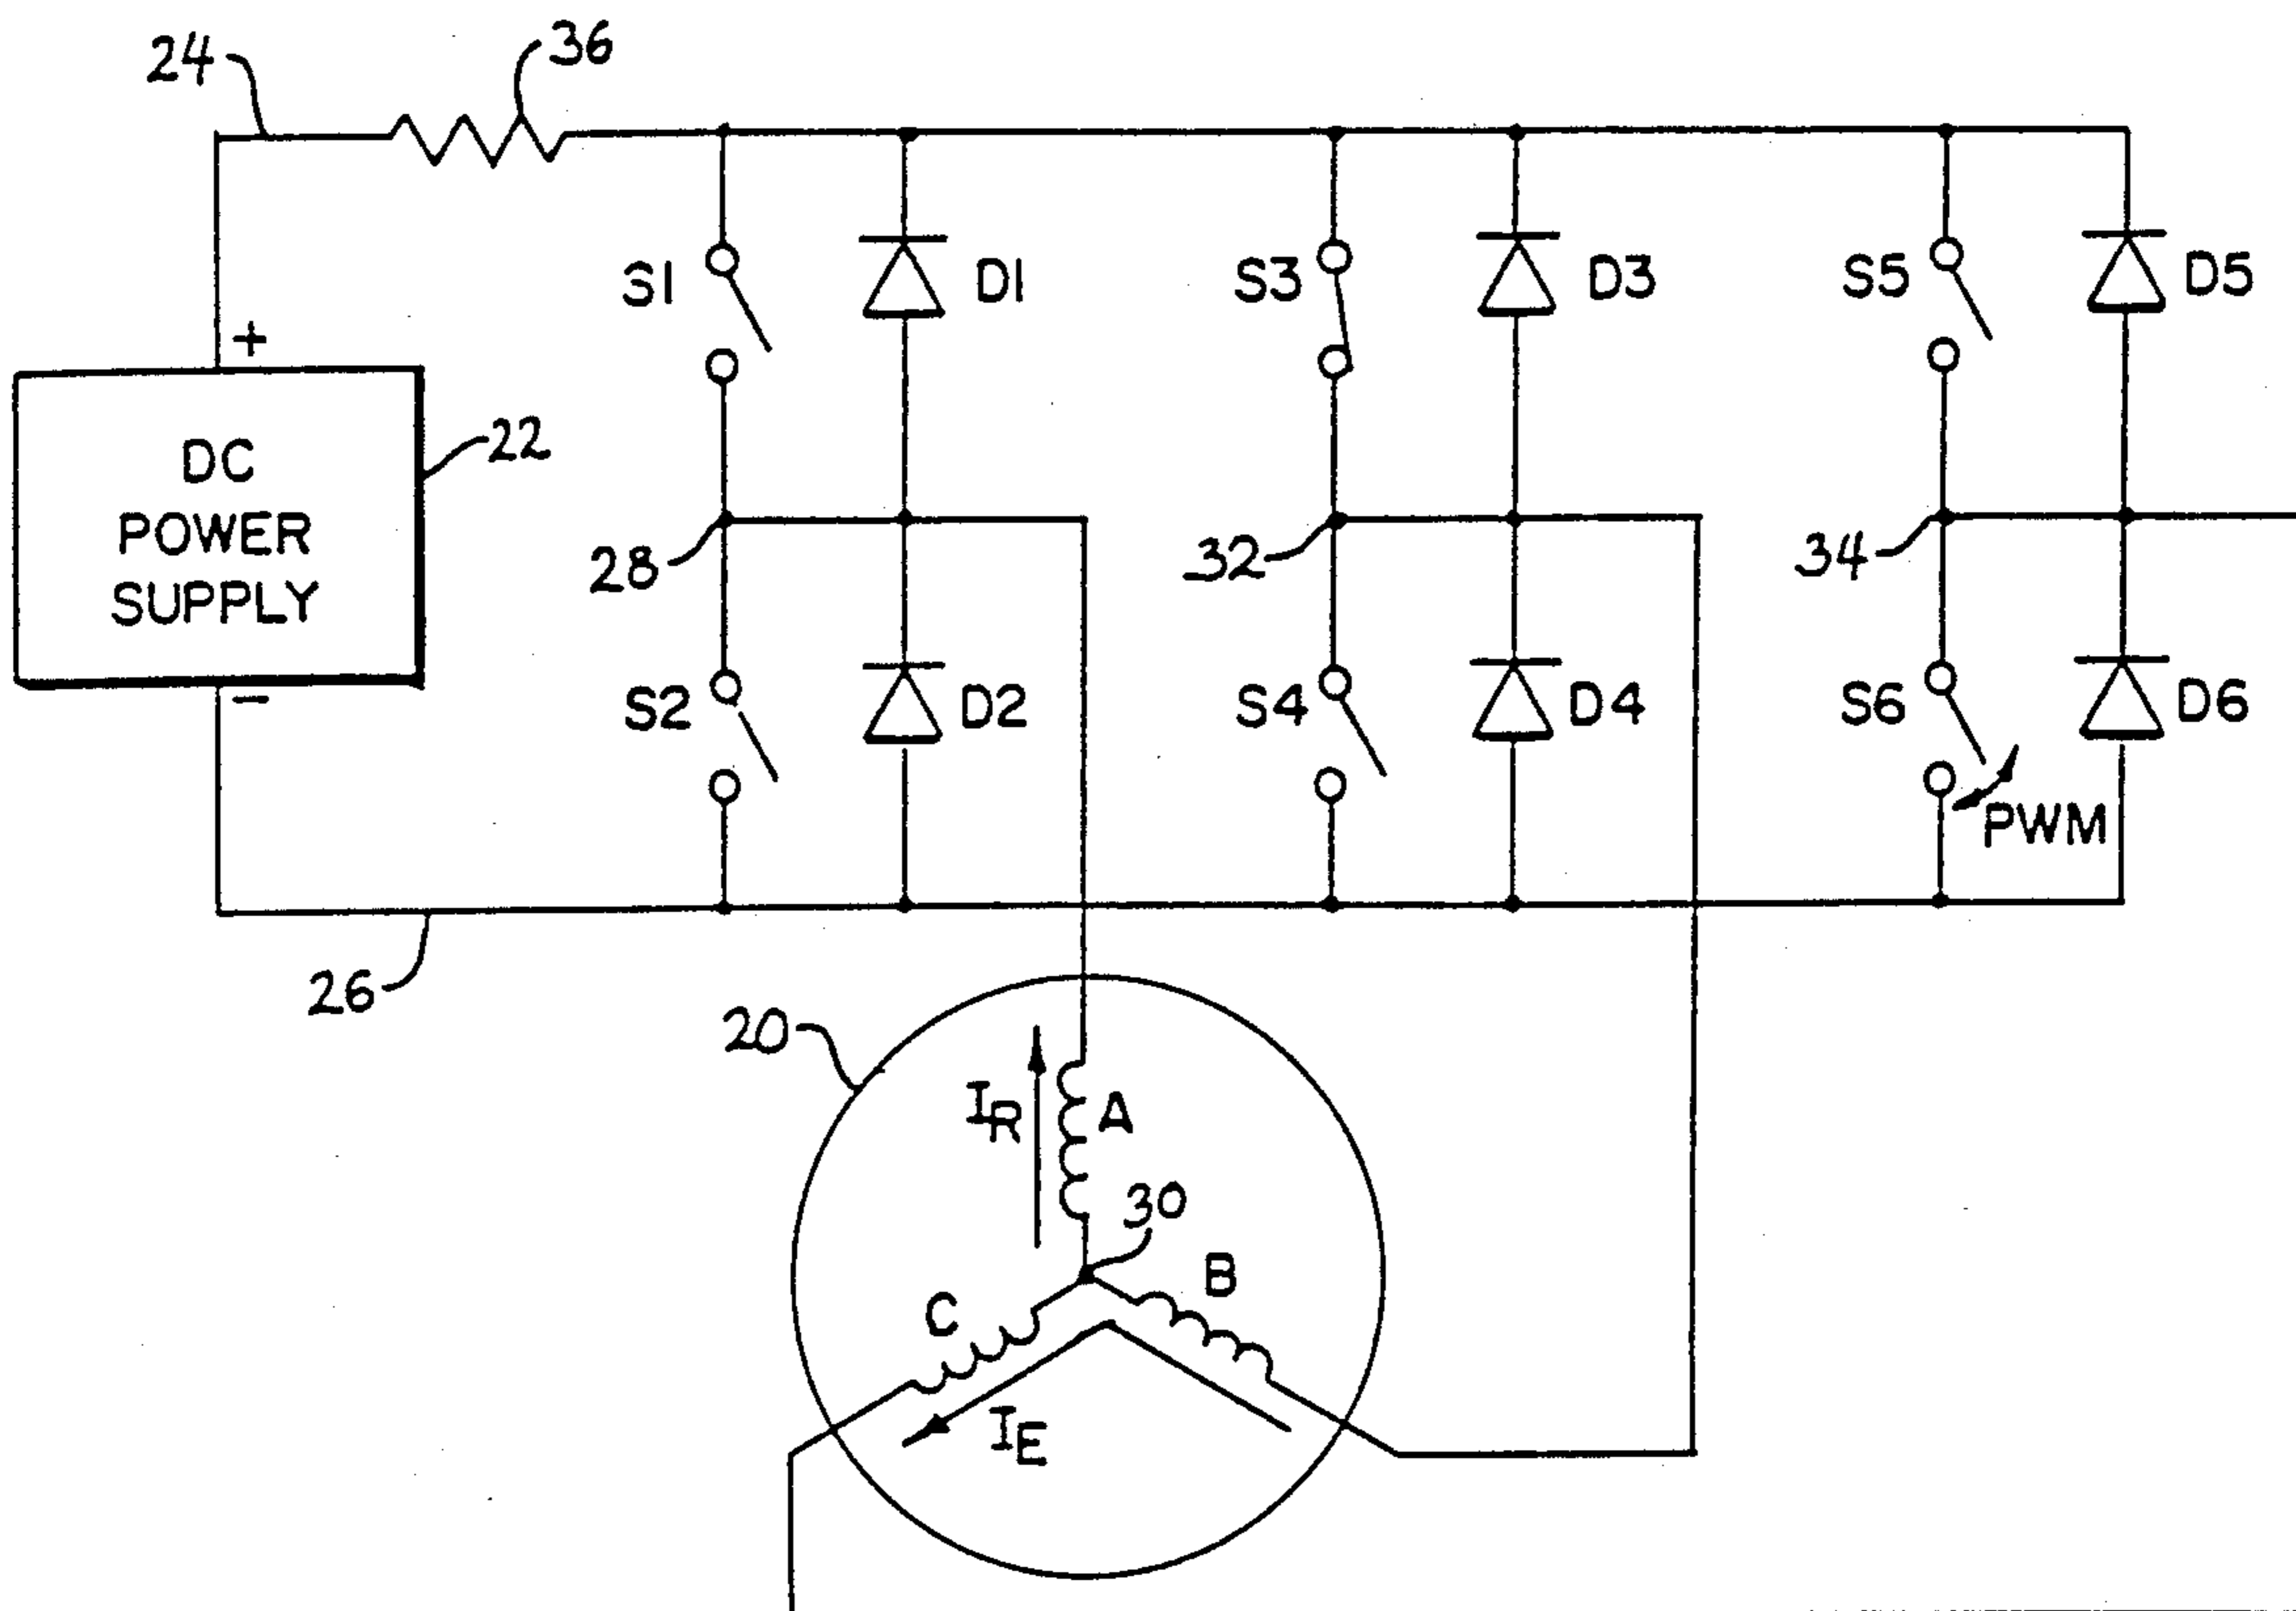 24
36
S1
D1
S3
D3
S5
D5
+
DC
POWER
SUPPLY
22
28
32
34
S2
D2
S4
D4
S6
D6
−
PWM
26
20
IR
A
30
B
C
IE